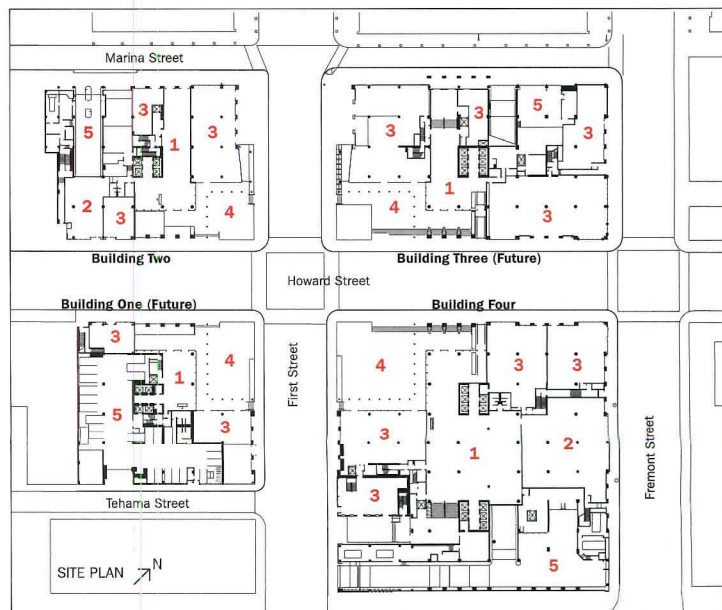 Marina Street
3
5
1
3
2
3
4
5
3
3
3
1
4
3
Building Two
Building Three (Future)
Howard Street
Building One (Future)
Building Four
3
4
1
5
3
First Street
4
3
3
3
1
2
3
5
Fremont Street
Tehama Street
SITE PLAN
N